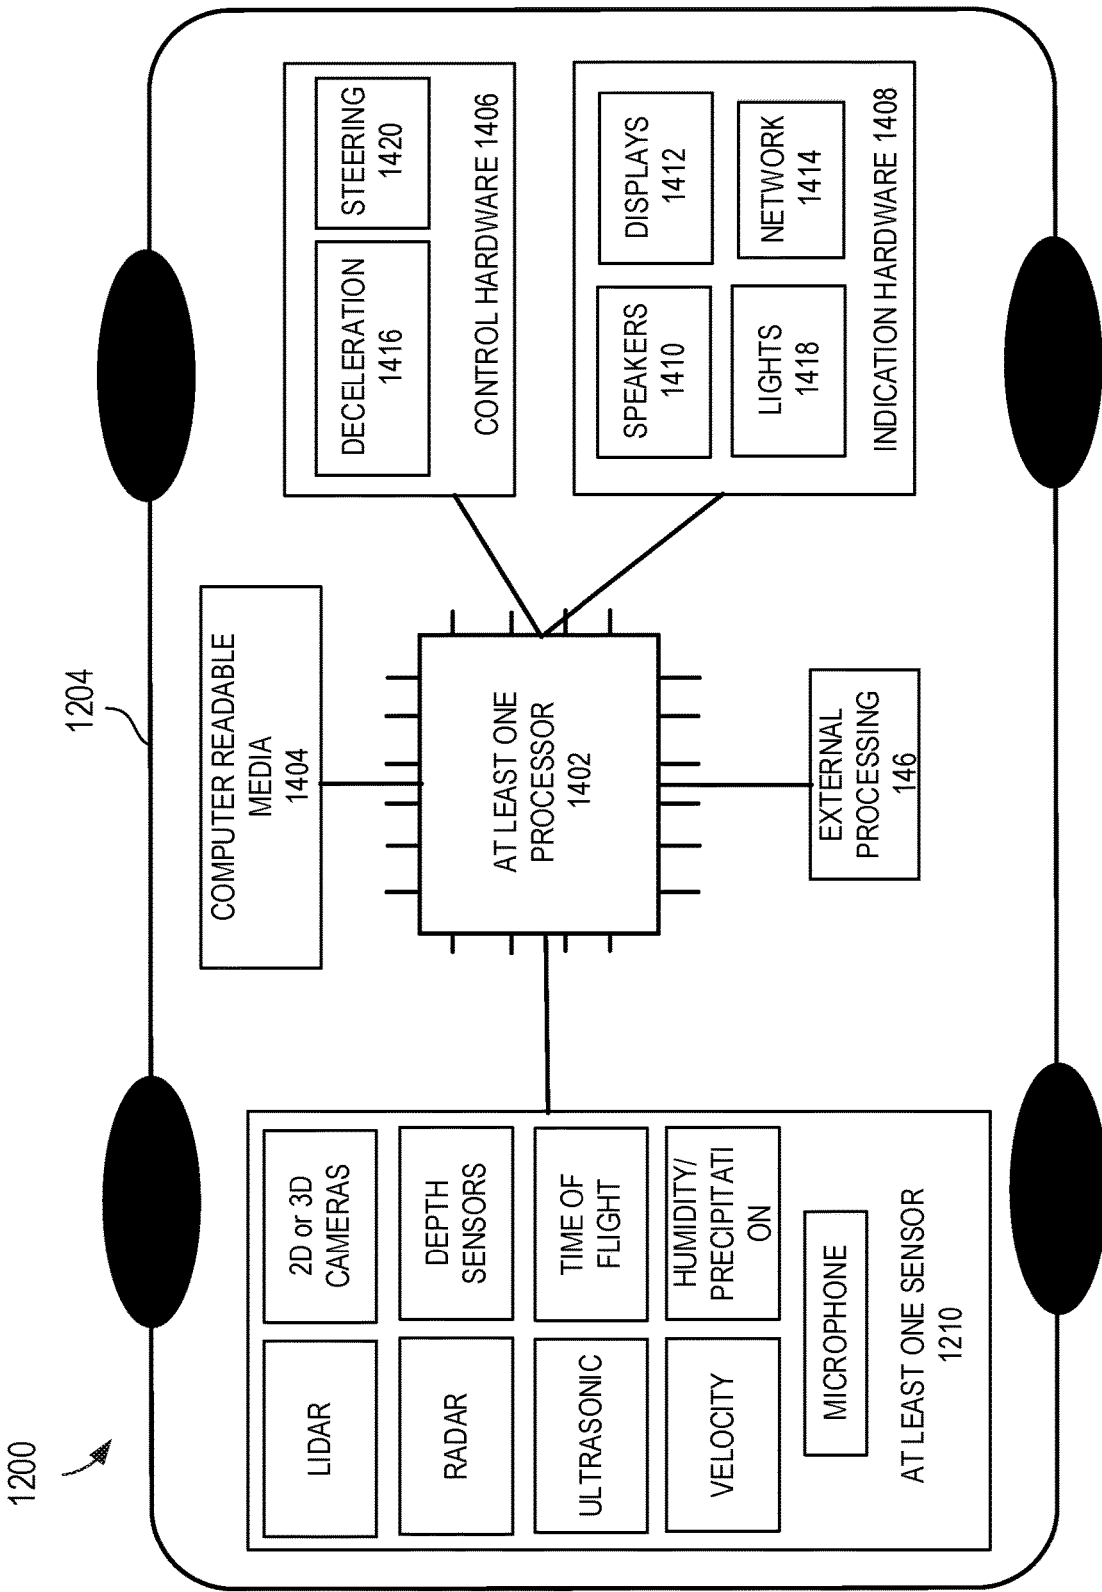 1200
1204
LIDAR
2D or 3D
CAMERAS
RADAR
DEPTH
SENSORS
ULTRASONIC
TIME OF
FLIGHT
VELOCITY
HUMIDITY/
PRECIPITATI
ON
MICROPHONE
AT LEAST ONE SENSOR
1210
COMPUTER READABLE
MEDIA
1404
AT LEAST ONE
PROCESSOR
1402
EXTERNAL
PROCESSING
146
DECELERATION
1416
STEERING
1420
CONTROL HARDWARE 1406
SPEAKERS
1410
DISPLAYS
1412
LIGHTS
1418
NETWORK
1414
INDICATION HARDWARE 1408